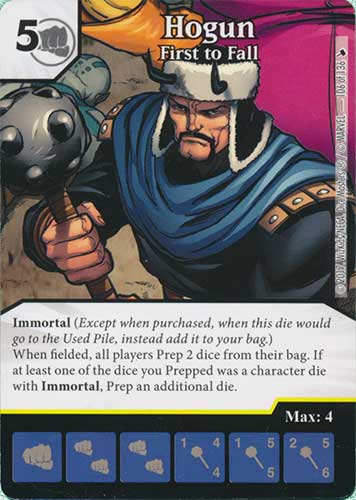 5
Hogun
First to Fall
Immortal (Except when purchased, when this die would
go to the Used Pile, instead add it to your bag.)
When fielded, all players Prep 2 dice from their bag. If
at least one of the dice you Prepped was a character die
with Immortal, Prep an additional die.
Max: 4
1 4
4
1 5
5
2 5
6
106 of 136